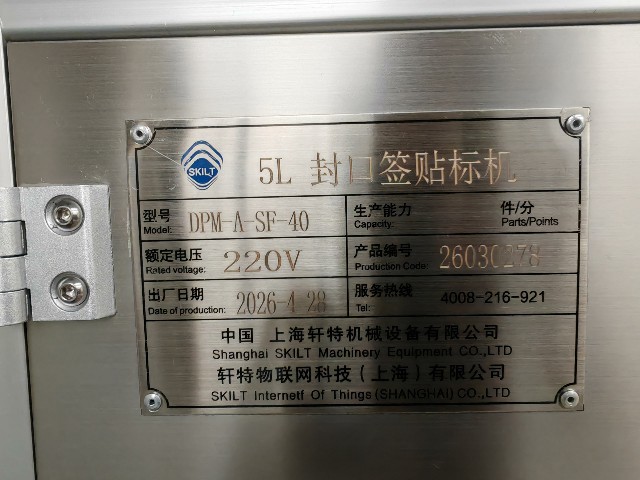 SKILT
5L 封口签贴标机
型号 DPM-A-SF-40 生产能力 件/分
Model: Capacity: Parts/Points
额定电压 220V 产品编号 26030278
Rated voltage: Production Code:
出厂日期 2026-4 28 服务热线 4008-216-921
Date of production: Tel:
中国 上海轩特机械设备有限公司
Shanghai SKILT Machinery Equipment CO.,LTD
轩特物联网科技（上海）有限公司
SKILT Internetf Of Things(SHANGHAI)CO.,LTD